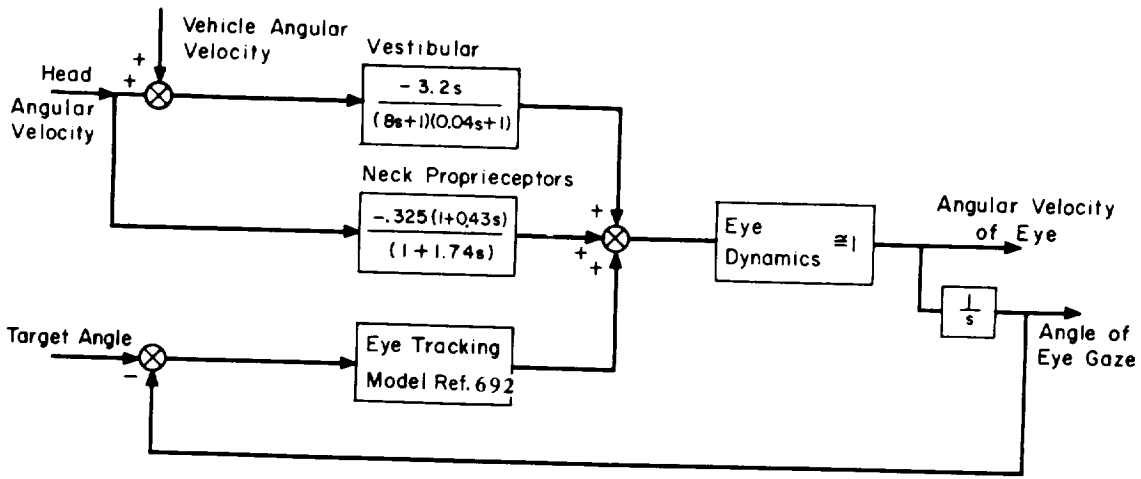 Vehicle Angular
Velocity
+
+
Head
Angular
Velocity
Vestibular
- 3.2s
(8s+1)(0.04s+1)
Neck Proprieceptors
-.325(1+0.43s)
(1+1.74s)
+
+
+
Eye
Dynamics ≅1
Angular Velocity
of Eye
1
s
Angle of
Eye Gaze
Target Angle
-
Eye Tracking
Model Ref. 692